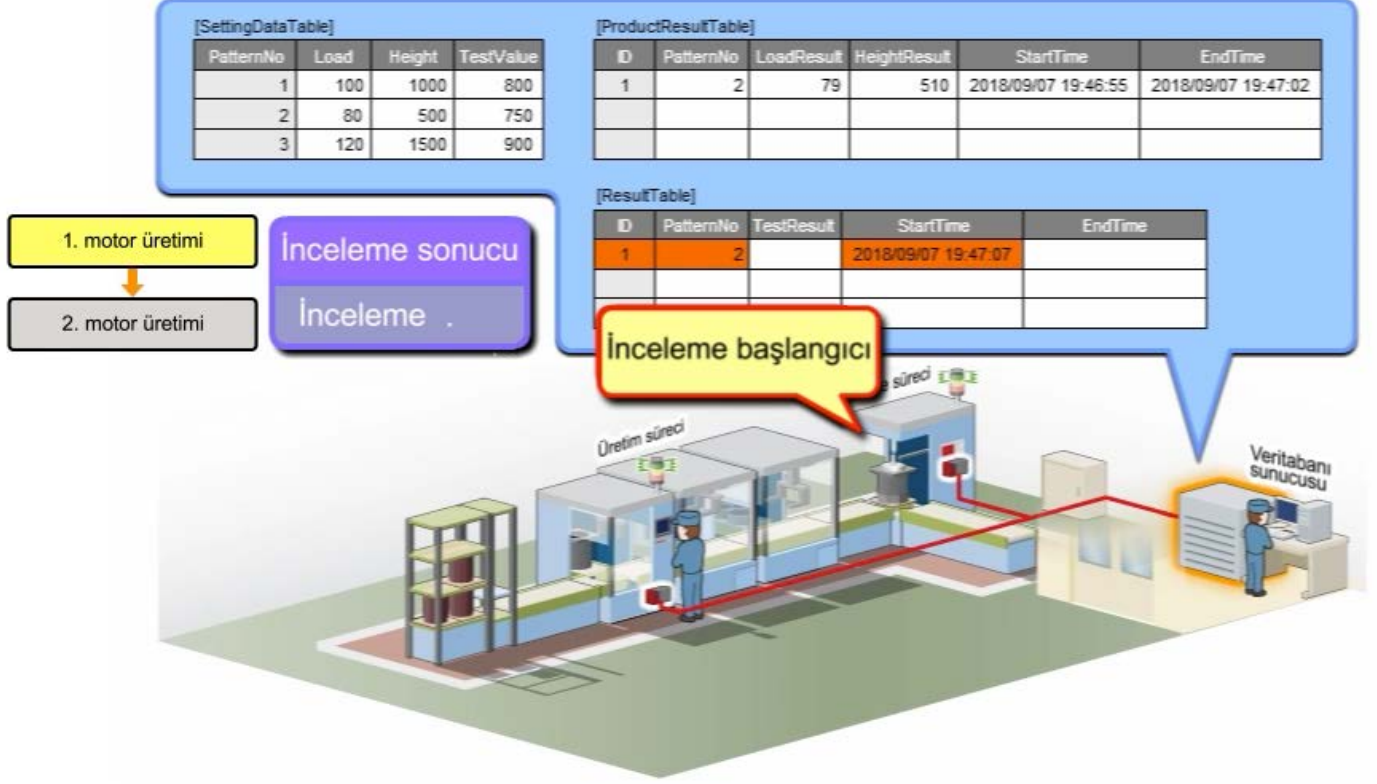 [SettingDataTable]
PatternNo Load Height TestValue
1 100 1000 800
2 80 500 750
3 120 1500 900
[ProductResultTable]
ID PatternNo LoadResult HeightResult StartTime EndTime
1 2 79 510 2018/09/07 19:46:55 2018/09/07 19:47:02
[ResultTable]
ID PatternNo TestResult StartTime EndTime
1 2 2018/09/07 19:47:07
1. motor üretimi
2. motor üretimi
İnceleme sonucu
İnceleme .
İnceleme başlangıcı
süreci
Üretim süreci
Veritabanı
sunucusu